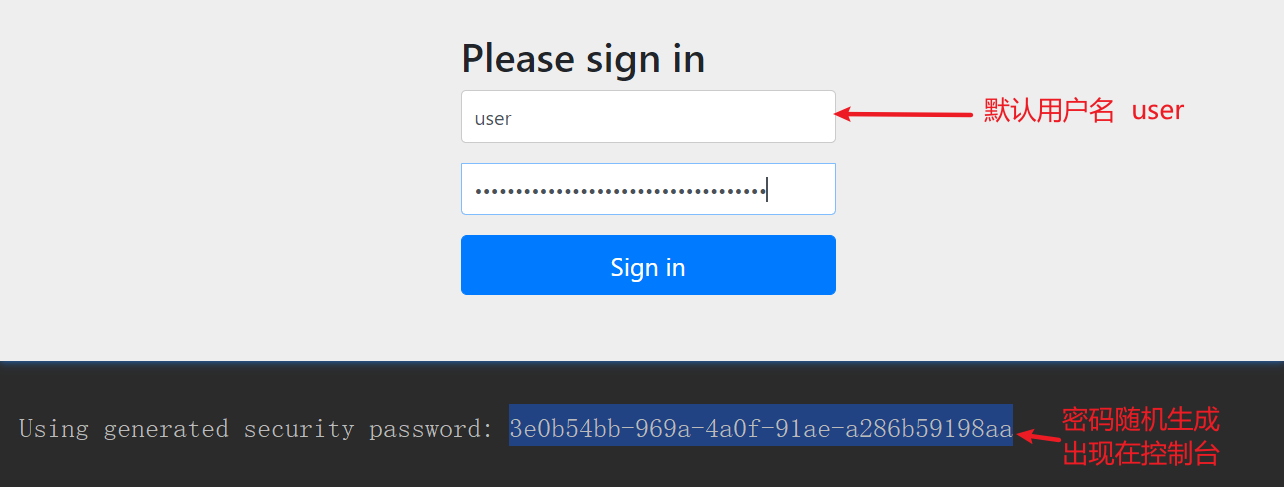 Please sign in
user
默认用户名 user
••••••••••••••••••••••••••••••••••••
Sign in
Using generated security password: 3e0b54bb-969a-4a0f-91ae-a286b59198aa
密码随机生成
出现在控制台